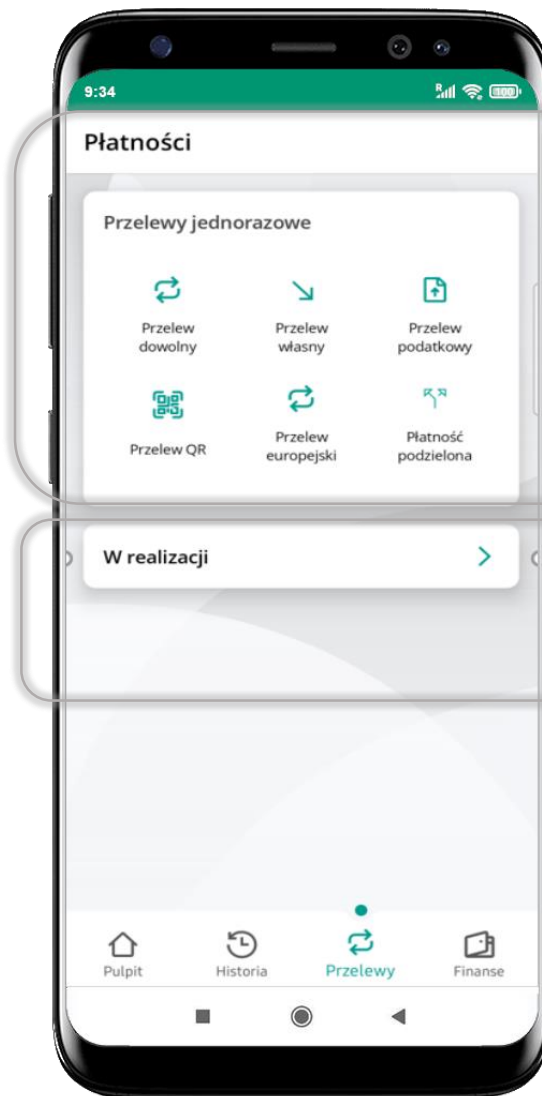 9:34
R
100
Płatności
Przelewy jednorazowe
Przelew
dowolny
Przelew
własny
Przelew
podatkowy
Przelew QR
Przelew
europejski
Płatność
podzielona
W realizacji
Pulpit
Historia
Przelewy
Finanse